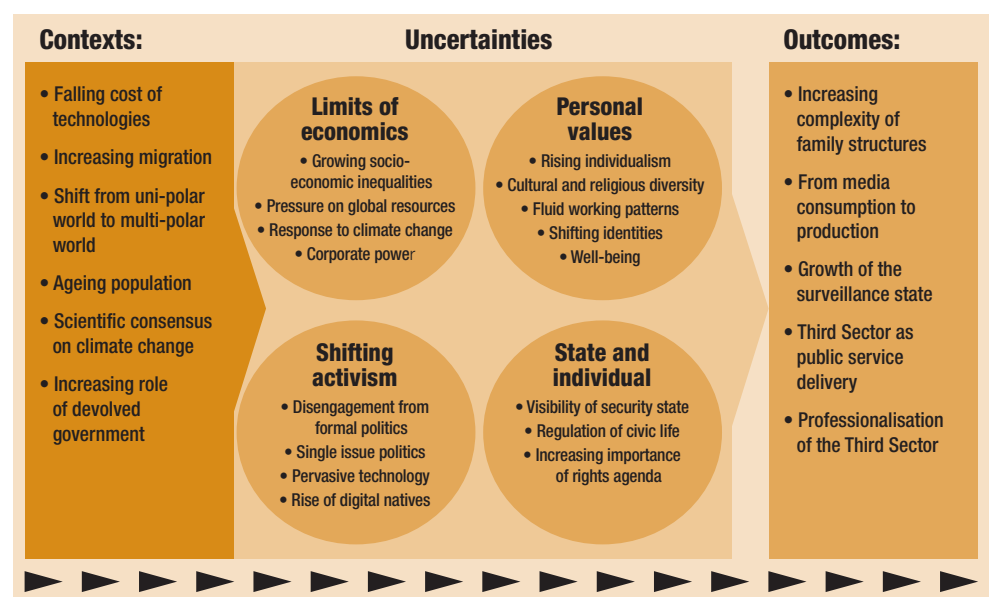 Contexts:
• Falling cost of
technologies
• Increasing migration
• Shift from uni-polar
world to multi-polar
world
• Ageing population
• Scientific consensus
on climate change
• Increasing role
of devolved
government
Uncertainties
Limits of
economics
• Growing socio-
economic inequalities
• Pressure on global resources
• Response to climate change
• Corporate power
Personal
values
• Rising individualism
• Cultural and religious diversity
• Fluid working patterns
• Shifting identities
• Well-being
Shifting
activism
• Disengagement from
formal politics
• Single issue politics
• Pervasive technology
• Rise of digital natives
State and
individual
• Visibility of security state
• Regulation of civic life
• Increasing importance
of rights agenda
Outcomes:
• Increasing
complexity of
family structures
• From media
consumption to
production
• Growth of the
surveillance state
• Third Sector as
public service
delivery
• Professionalisation
of the Third Sector